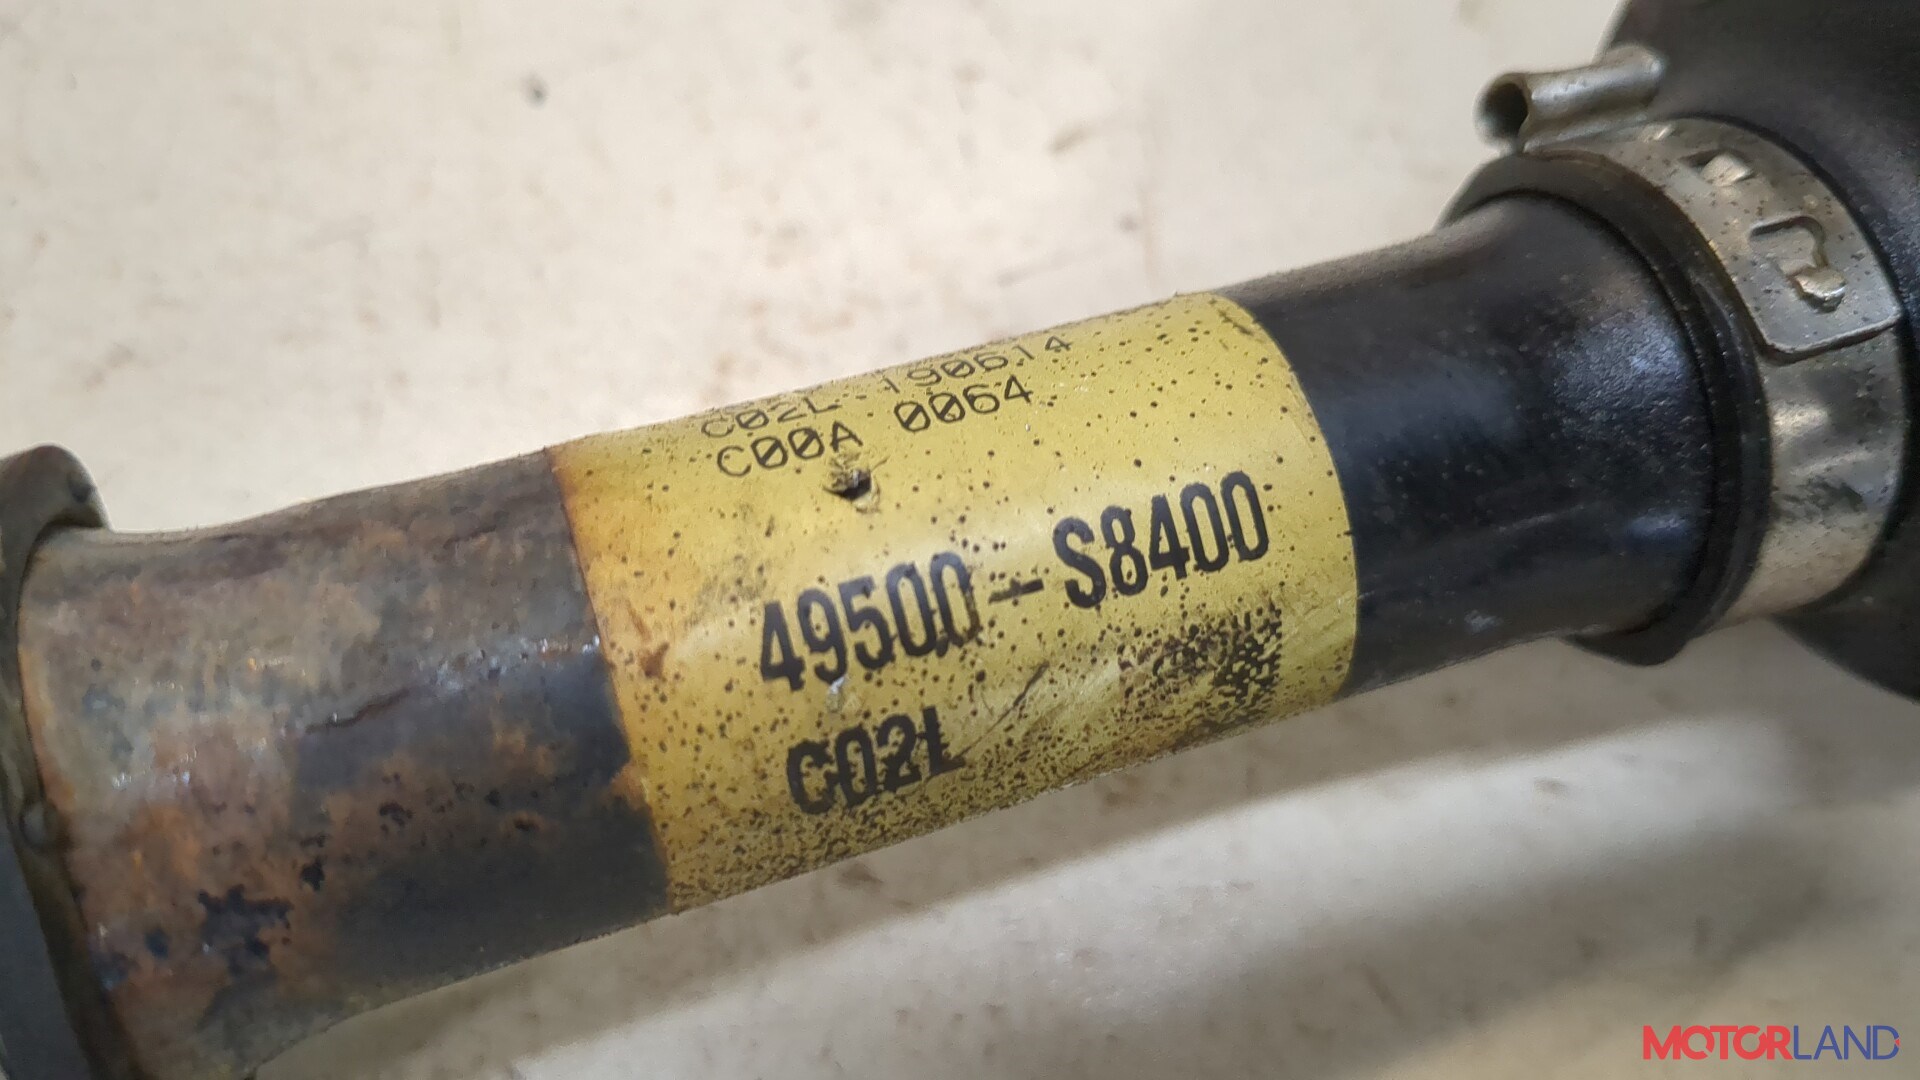 C02L 190614
C00A 0064
49500-S8400
C02L
MOTORLAND